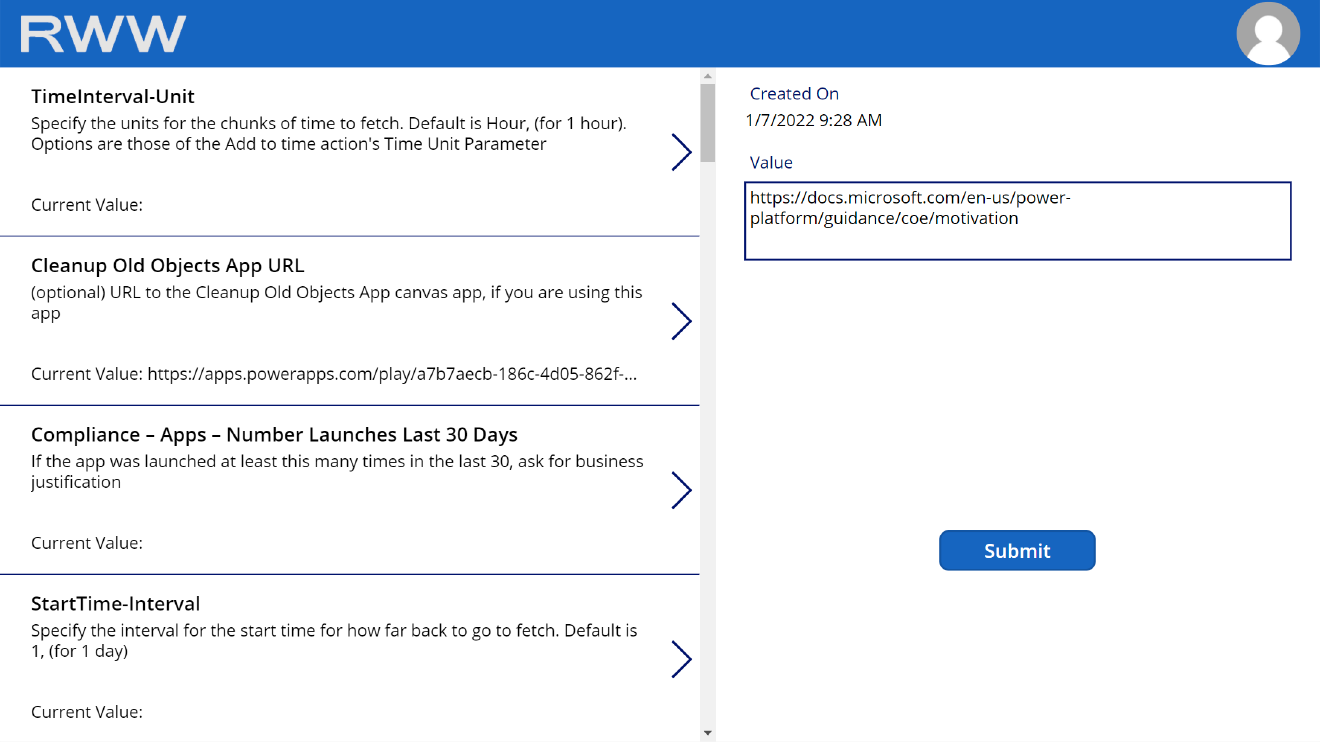 RWW
TimeInterval-Unit
Specify the units for the chunks of time to fetch. Default is Hour, (for 1 hour).
Options are those of the Add to time action's Time Unit Parameter
Current Value:
Cleanup Old Objects App URL
(optional) URL to the Cleanup Old Objects App canvas app, if you are using this
app
Current Value: https://apps.powerapps.com/play/a7b7aecb-186c-4d05-862f-...
Compliance – Apps – Number Launches Last 30 Days
If the app was launched at least this many times in the last 30, ask for business
justification
Current Value:
StartTime-Interval
Specify the interval for the start time for how far back to go to fetch. Default is
1, (for 1 day)
Current Value:
Created On
1/7/2022 9:28 AM
Value
https://docs.microsoft.com/en-us/power-
platform/guidance/coe/motivation
Submit